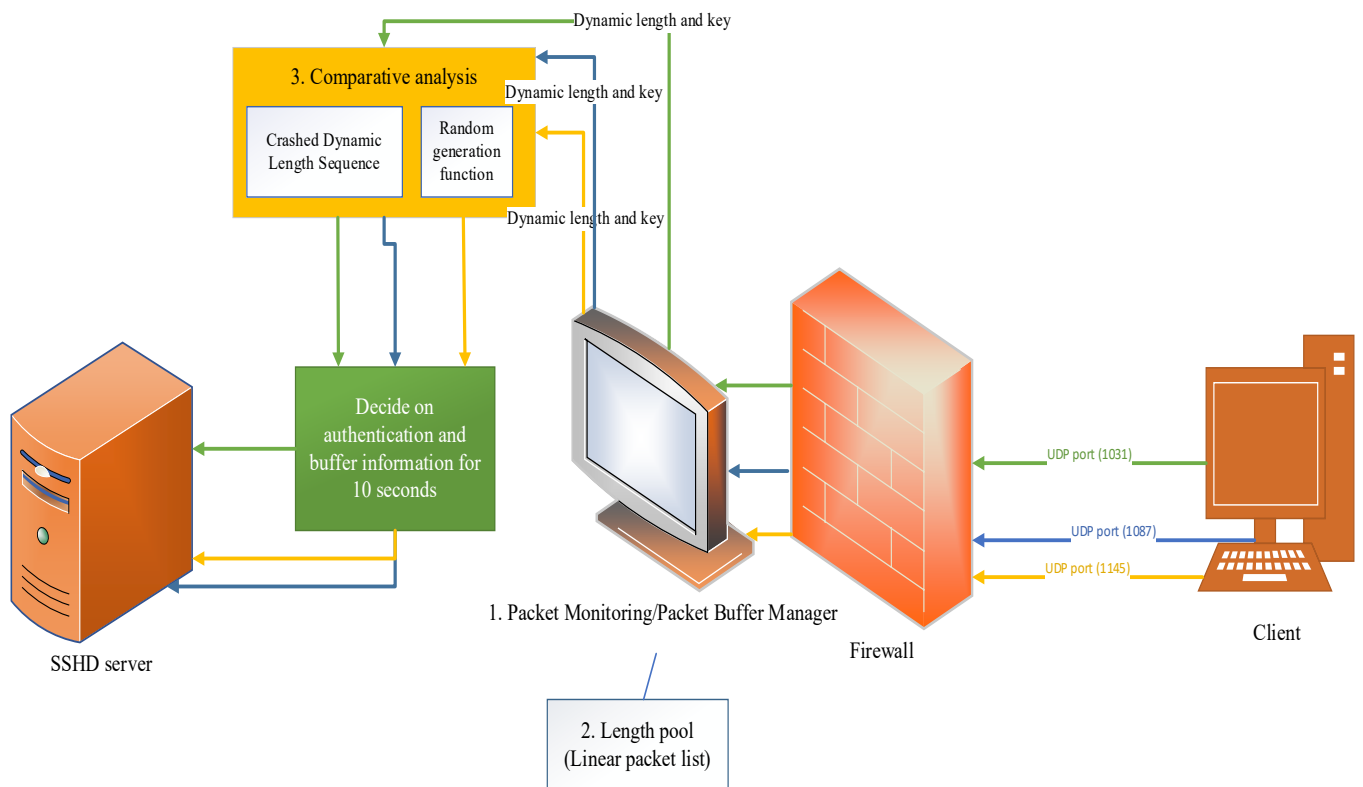 Dynamic length and key
3. Comparative analysis
Crashed Dynamic
Length Sequence
Random
generation
function
Dynamic length and key
Dynamic length and key
Decide on
authentication and
buffer information for
10 seconds
UDP port (1031)
UDP port (1087)
UDP port (1145)
1. Packet Monitoring/Packet Buffer Manager
Firewall
Client
SSHD server
2. Length pool
(Linear packet list)